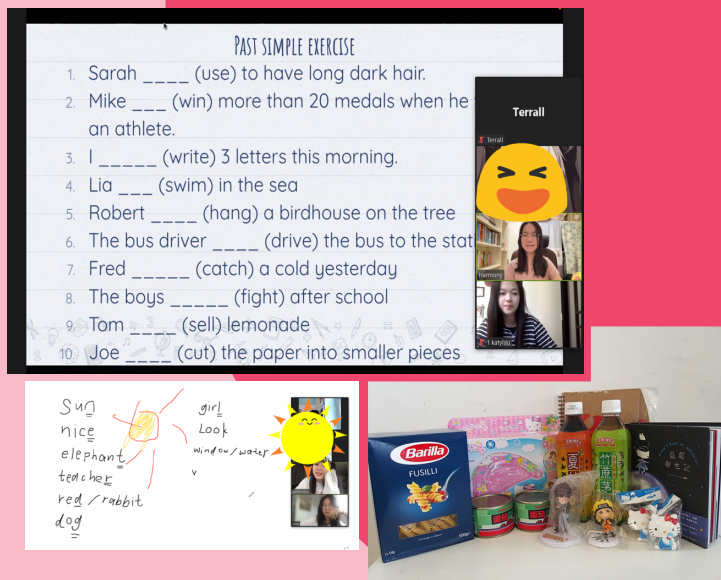 PAST SIMPLE EXERCISE
1. Sarah ____ (use) to have long dark hair.
2. Mike ___ (win) more than 20 medals when he
an athlete.
3. I _____ (write) 3 letters this morning.
4. Lia ___ (swim) in the sea
5. Robert ____ (hang) a birdhouse on the tree
6. The bus driver ____ (drive) the bus to the stat
7. Fred _____ (catch) a cold yesterday
8. The boys _____ (fight) after school
9. Tom ____ (sell) lemonade
10. Joe ____ (cut) the paper into smaller pieces
Terrall
Terrall
Harmony
Sun
nice
elephant
teacher
red / rabbit
dog
girl
Look
window/water
Barilla
FUSILLI